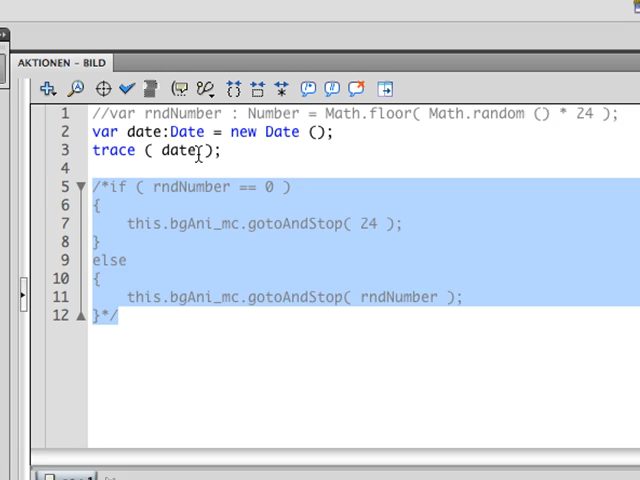 AKTIONEN - BILD
1 //var rndNumber : Number = Math.floor( Math.random () * 24 );
2 var date:Date = new Date ();
3 trace ( date );
4
5 /*if ( rndNumber == 0 )
6 {
7 this.bgAni_mc.gotoAndStop( 24 );
8 }
9 else
10 {
11 this.bgAni_mc.gotoAndStop( rndNumber );
12 }*/